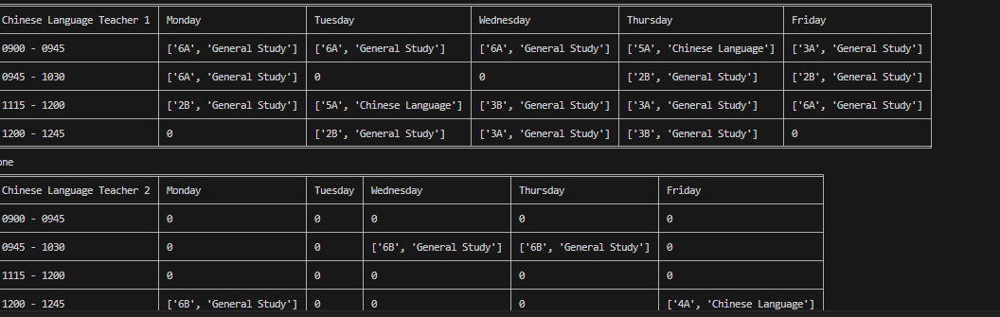 Chinese Language Teacher 1 Monday Tuesday Wednesday Thursday Friday
0900 - 0945 ['6A', 'General Study'] ['6A', 'General Study'] ['6A', 'General Study'] ['5A', 'Chinese Language'] ['3A', 'General Study']
0945 - 1030 ['6A', 'General Study'] 0 0 ['2B', 'General Study'] ['2B', 'General Study']
1115 - 1200 ['2B', 'General Study'] ['5A', 'Chinese Language'] ['3B', 'General Study'] ['3A', 'General Study'] ['6A', 'General Study']
1200 - 1245 0 ['2B', 'General Study'] ['3A', 'General Study'] ['3B', 'General Study'] 0
one
Chinese Language Teacher 2 Monday Tuesday Wednesday Thursday Friday
0900 - 0945 0 0 0 0 0
0945 - 1030 0 0 ['6B', 'General Study'] ['6B', 'General Study'] 0
1115 - 1200 0 0 0 0 0
1200 - 1245 ['6B', 'General Study'] 0 0 0 ['4A', 'Chinese Language']